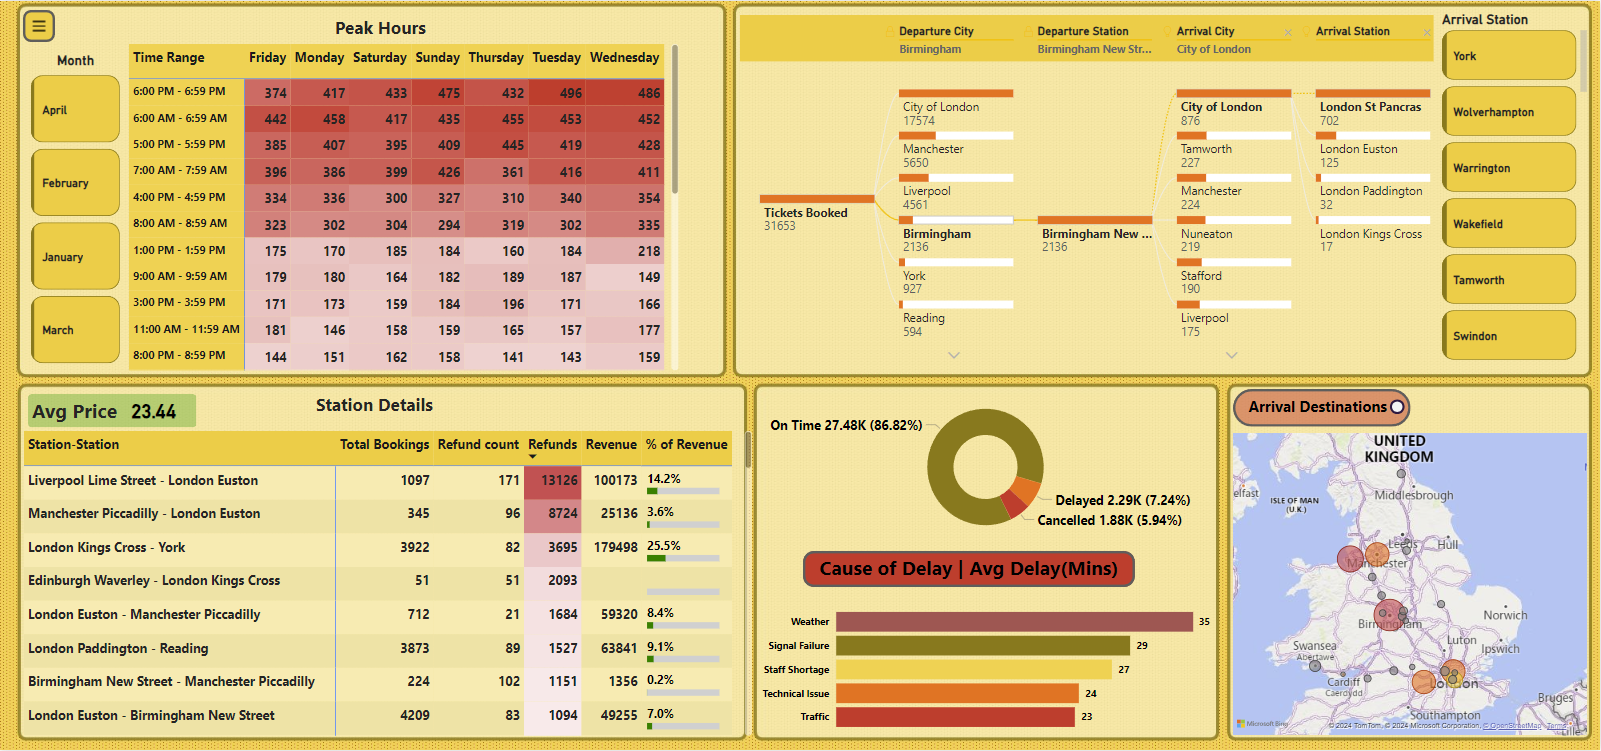 Peak Hours
Month
April
February
January
March
Time Range Friday Monday Saturday Sunday Thursday Tuesday Wednesday
6:00 PM - 6:59 PM 374 417 433 475 432 496 486
6:00 AM - 6:59 AM 442 458 417 435 455 453 452
5:00 PM - 5:59 PM 385 407 395 409 445 419 428
7:00 AM - 7:59 AM 396 386 399 426 361 416 411
4:00 PM - 4:59 PM 334 336 300 327 310 340 354
8:00 AM - 8:59 AM 323 302 304 294 319 302 335
1:00 PM - 1:59 PM 175 170 185 184 160 184 218
9:00 AM - 9:59 AM 179 180 164 182 189 187 149
3:00 PM - 3:59 PM 171 173 159 184 196 171 166
11:00 AM - 11:59 AM 181 146 158 159 165 157 177
8:00 PM - 8:59 PM 144 151 162 158 141 143 159
Departure City
Birmingham
Departure Station
Birmingham New Str...
Arrival City
City of London
Arrival Station
Tickets Booked
31653
City of London
17574
Manchester
5650
Liverpool
4561
Birmingham
2136
York
927
Reading
594
Birmingham New ...
2136
City of London
876
Tamworth
227
Manchester
224
Nuneaton
219
Stafford
190
Liverpool
175
London St Pancras
702
London Euston
125
London Paddington
32
London Kings Cross
17
Arrival Station
York
Wolverhampton
Warrington
Wakefield
Tamworth
Swindon
Avg Price 23.44
Station Details
Station-Station Total Bookings Refund count Refunds Revenue % of Revenue
Liverpool Lime Street - London Euston 1097 171 13126 100173 14.2%
Manchester Piccadilly - London Euston 345 96 8724 25136 3.6%
London Kings Cross - York 3922 82 3695 179498 25.5%
Edinburgh Waverley - London Kings Cross 51 51 2093
London Euston - Manchester Piccadilly 712 21 1684 59320 8.4%
London Paddington - Reading 3873 89 1527 63841 9.1%
Birmingham New Street - Manchester Piccadilly 224 102 1151 1356 0.2%
London Euston - Birmingham New Street 4209 83 1094 49255 7.0%
On Time 27.48K (86.82%)
Delayed 2.29K (7.24%)
Cancelled 1.88K (5.94%)
Cause of Delay | Avg Delay(Mins)
Weather 35
Signal Failure 29
Staff Shortage 27
Technical Issue 24
Traffic 23
Arrival Destinations
UNITED
KINGDOM
elfast
ISLE OF MAN
(U.K.)
Middlesbrough
Leeds
Hull
Manchester
Birmingham
Norwich
Luton
Ipswich
Swansea
Abertawe
Cardiff
Caerdydd
London
Southampton
Bruges
Lille
Microsoft Bing
© 2024 TomTom, © 2024 Microsoft Corporation, © OpenStreetMap Terms